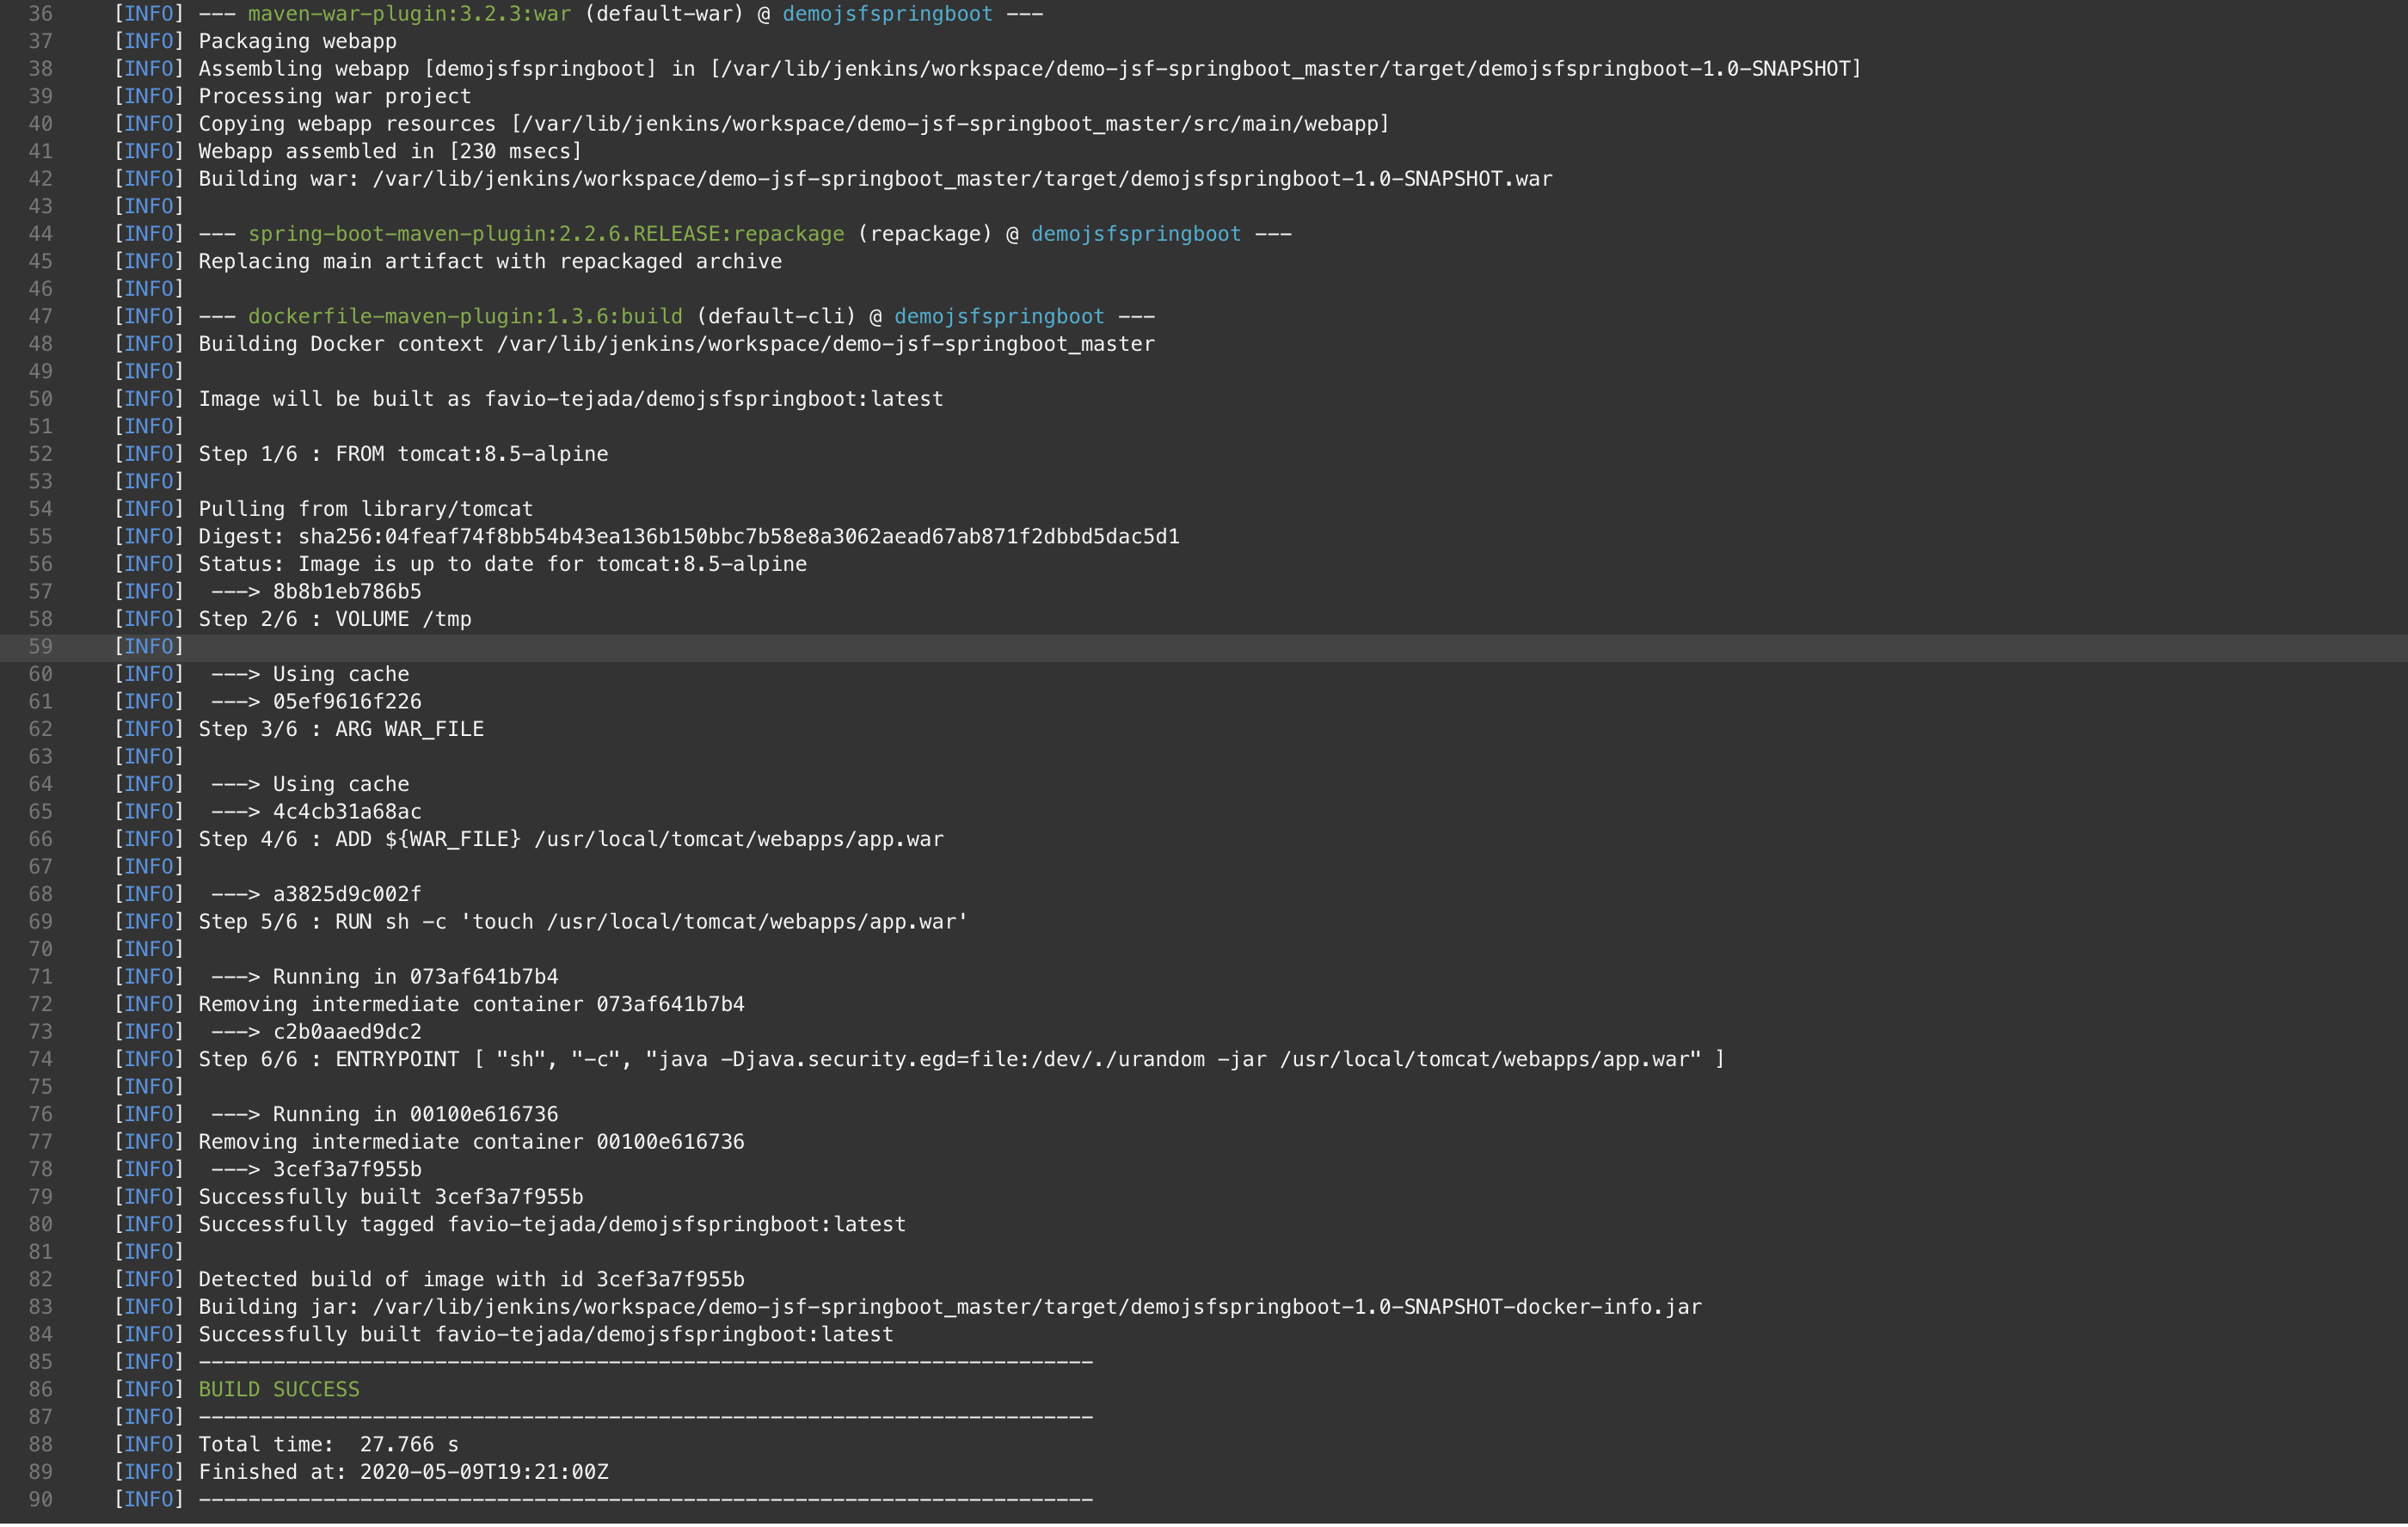 36 [INFO] --- maven-war-plugin:3.2.3:war (default-war) @ demojsfspringboot ---
37 [INFO] Packaging webapp
38 [INFO] Assembling webapp [demojsfspringboot] in [/var/lib/jenkins/workspace/demo-jsf-springboot_master/target/demojsfspringboot-1.0-SNAPSHOT]
39 [INFO] Processing war project
40 [INFO] Copying webapp resources [/var/lib/jenkins/workspace/demo-jsf-springboot_master/src/main/webapp]
41 [INFO] Webapp assembled in [230 msecs]
42 [INFO] Building war: /var/lib/jenkins/workspace/demo-jsf-springboot_master/target/demojsfspringboot-1.0-SNAPSHOT.war
43 [INFO]
44 [INFO] --- spring-boot-maven-plugin:2.2.6.RELEASE:repackage (repackage) @ demojsfspringboot ---
45 [INFO] Replacing main artifact with repackaged archive
46 [INFO]
47 [INFO] --- dockerfile-maven-plugin:1.3.6:build (default-cli) @ demojsfspringboot ---
48 [INFO] Building Docker context /var/lib/jenkins/workspace/demo-jsf-springboot_master
49 [INFO]
50 [INFO] Image will be built as favio-tejada/demojsfspringboot:latest
51 [INFO]
52 [INFO] Step 1/6 : FROM tomcat:8.5-alpine
53 [INFO]
54 [INFO] Pulling from library/tomcat
55 [INFO] Digest: sha256:04feaf74f8bb54b43ea136b150bbc7b58e8a3062aead67ab871f2dbbd5dac5d1
56 [INFO] Status: Image is up to date for tomcat:8.5-alpine
57 [INFO]  ---> 8b8b1eb786b5
58 [INFO] Step 2/6 : VOLUME /tmp
59 [INFO]
60 [INFO]  ---> Using cache
61 [INFO]  ---> 05ef9616f226
62 [INFO] Step 3/6 : ARG WAR_FILE
63 [INFO]
64 [INFO]  ---> Using cache
65 [INFO]  ---> 4c4cb31a68ac
66 [INFO] Step 4/6 : ADD ${WAR_FILE} /usr/local/tomcat/webapps/app.war
67 [INFO]
68 [INFO]  ---> a3825d9c002f
69 [INFO] Step 5/6 : RUN sh -c 'touch /usr/local/tomcat/webapps/app.war'
70 [INFO]
71 [INFO]  ---> Running in 073af641b7b4
72 [INFO] Removing intermediate container 073af641b7b4
73 [INFO]  ---> c2b0aaed9dc2
74 [INFO] Step 6/6 : ENTRYPOINT [ "sh", "-c", "java -Djava.security.egd=file:/dev/./urandom -jar /usr/local/tomcat/webapps/app.war" ]
75 [INFO]
76 [INFO]  ---> Running in 00100e616736
77 [INFO] Removing intermediate container 00100e616736
78 [INFO]  ---> 3cef3a7f955b
79 [INFO] Successfully built 3cef3a7f955b
80 [INFO] Successfully tagged favio-tejada/demojsfspringboot:latest
81 [INFO]
82 [INFO] Detected build of image with id 3cef3a7f955b
83 [INFO] Building jar: /var/lib/jenkins/workspace/demo-jsf-springboot_master/target/demojsfspringboot-1.0-SNAPSHOT-docker-info.jar
84 [INFO] Successfully built favio-tejada/demojsfspringboot:latest
85 [INFO] ------------------------------------------------------------------------
86 [INFO] BUILD SUCCESS
87 [INFO] ------------------------------------------------------------------------
88 [INFO] Total time:  27.766 s
89 [INFO] Finished at: 2020-05-09T19:21:00Z
90 [INFO] ------------------------------------------------------------------------